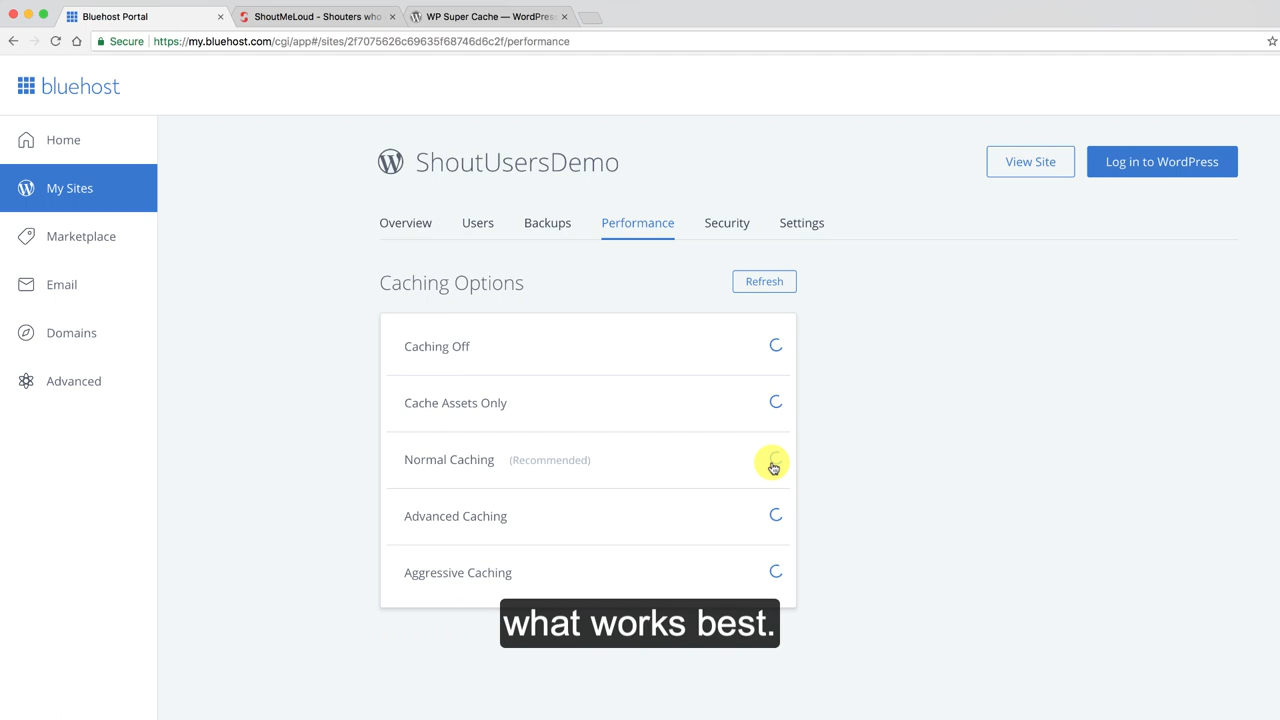 Bluehost Portal
ShoutMeLoud - Shouters who
WP Super Cache — WordPress
Secure
https://my.bluehost.com/cgi/app#/sites/2f7075626c69635f68746d6c2f/performance
bluehost
Home
My Sites
Marketplace
Email
Domains
Advanced
ShoutUsersDemo
View Site
Log in to WordPress
Overview Users Backups Performance Security Settings
Caching Options
Refresh
Caching Off
Cache Assets Only
Normal Caching (Recommended)
Advanced Caching
Aggressive Caching
what works best.